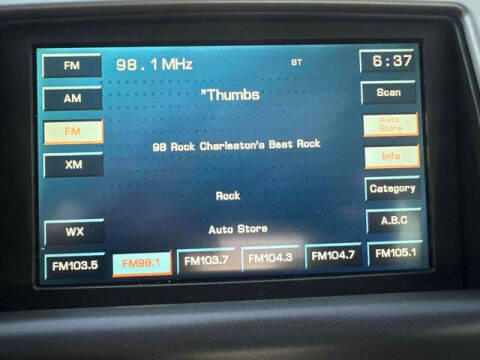 FM
98.1 MHz
ST
6:37
AM
"Thumbs
Scan
FM
Auto Store
98 Rock Charleston's Best Rock
XM
Info
Rock
Category
WX
Auto Store
A.B.C
FM103.5
FM98.1
FM103.7
FM104.3
FM104.7
FM105.1